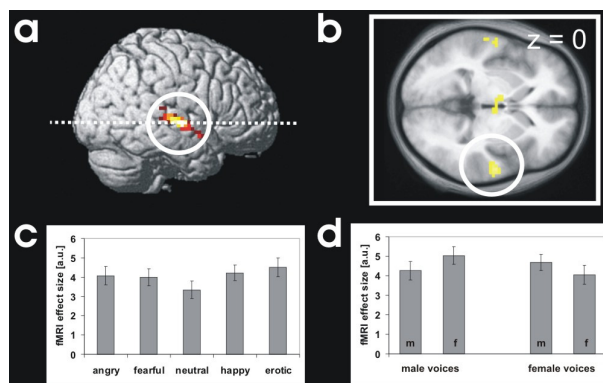 a
b
z = 0
c
fMRI effect size [a.u.]
6
5
4
3
2
1
0
angry fearful neutral happy erotic
d
fMRI effect size [a.u.]
6
5
4
3
2
1
0
m f m f
male voices female voices